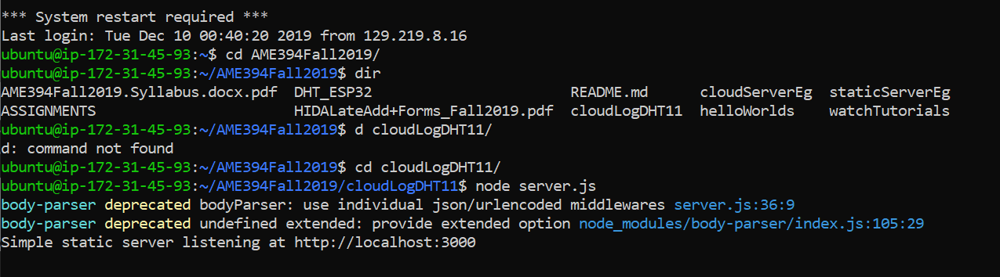 *** System restart required ***
Last login: Tue Dec 10 00:40:20 2019 from 129.219.8.16
ubuntu@ip-172-31-45-93:~$ cd AME394Fall2019/
ubuntu@ip-172-31-45-93:~/AME394Fall2019$ dir
AME394Fall2019.Syllabus.docx.pdf  DHT_ESP32                         README.md      cloudServerEg  staticServerEg
ASSIGNMENTS                       HIDALateAdd+Forms_Fall2019.pdf  cloudLogDHT11  helloWorlds    watchTutorials
ubuntu@ip-172-31-45-93:~/AME394Fall2019$ d cloudLogDHT11/
d: command not found
ubuntu@ip-172-31-45-93:~/AME394Fall2019$ cd cloudLogDHT11/
ubuntu@ip-172-31-45-93:~/AME394Fall2019/cloudLogDHT11$ node server.js
body-parser deprecated bodyParser: use individual json/urlencoded middlewares server.js:36:9
body-parser deprecated undefined extended: provide extended option node_modules/body-parser/index.js:105:29
Simple static server listening at http://localhost:3000